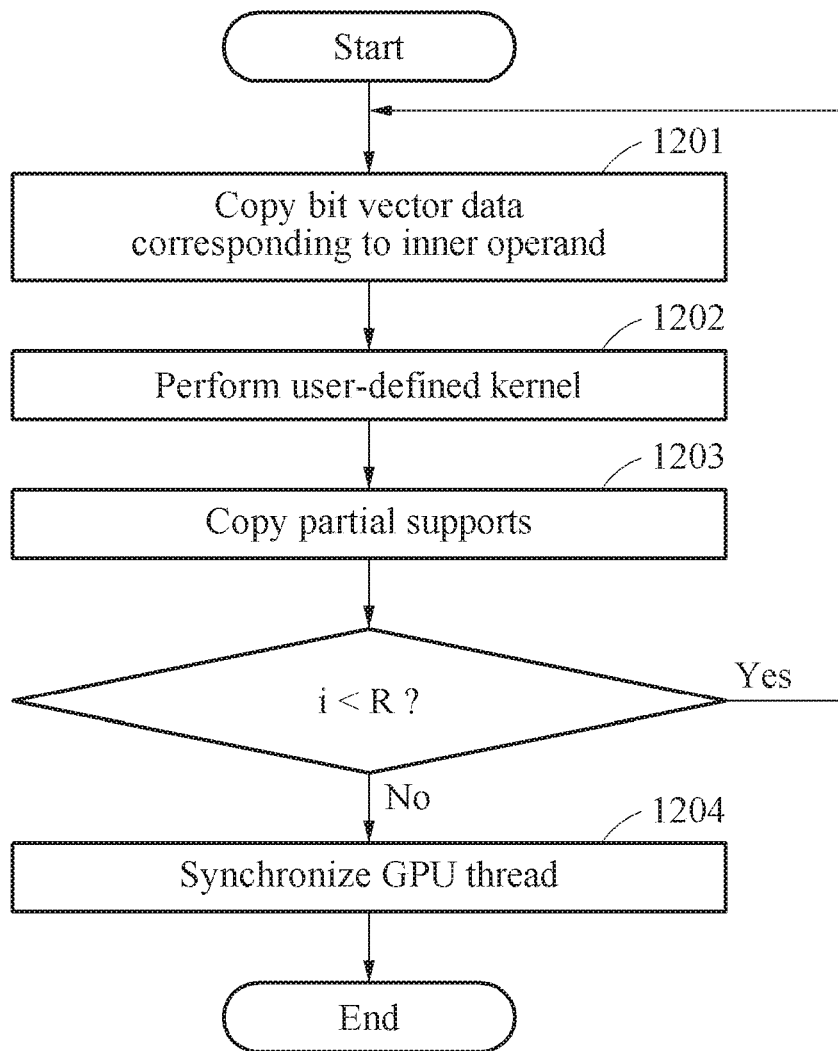 Start
1201
Copy bit vector data
corresponding to inner operand
1202
Perform user-defined kernel
1203
Copy partial supports
i < R ?
Yes
No
1204
Synchronize GPU thread
End